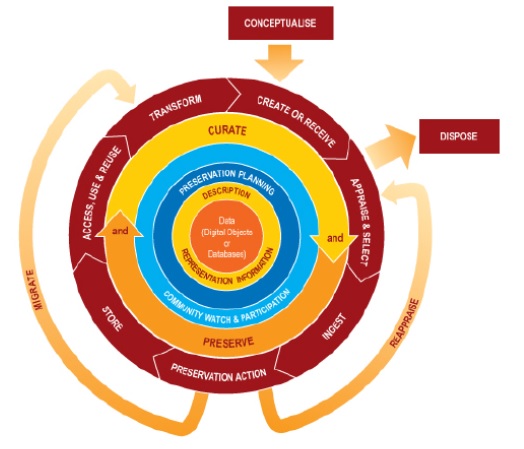 CONCEPTUALISE
CREATE OR RECEIVE
DISPOSE
APPRAISE & SELECT
INGEST
PRESERVATION ACTION
STORE
ACCESS, USE & REUSE
TRANSFORM
MIGRATE
REAPPRAISE
CURATE
and
PRESERVE
and
PRESERVATION PLANNING
COMMUNITY WATCH & PARTICIPATION
DESCRIPTION
REPRESENTATION INFORMATION
Data
(Digital Objects
or
Databases)